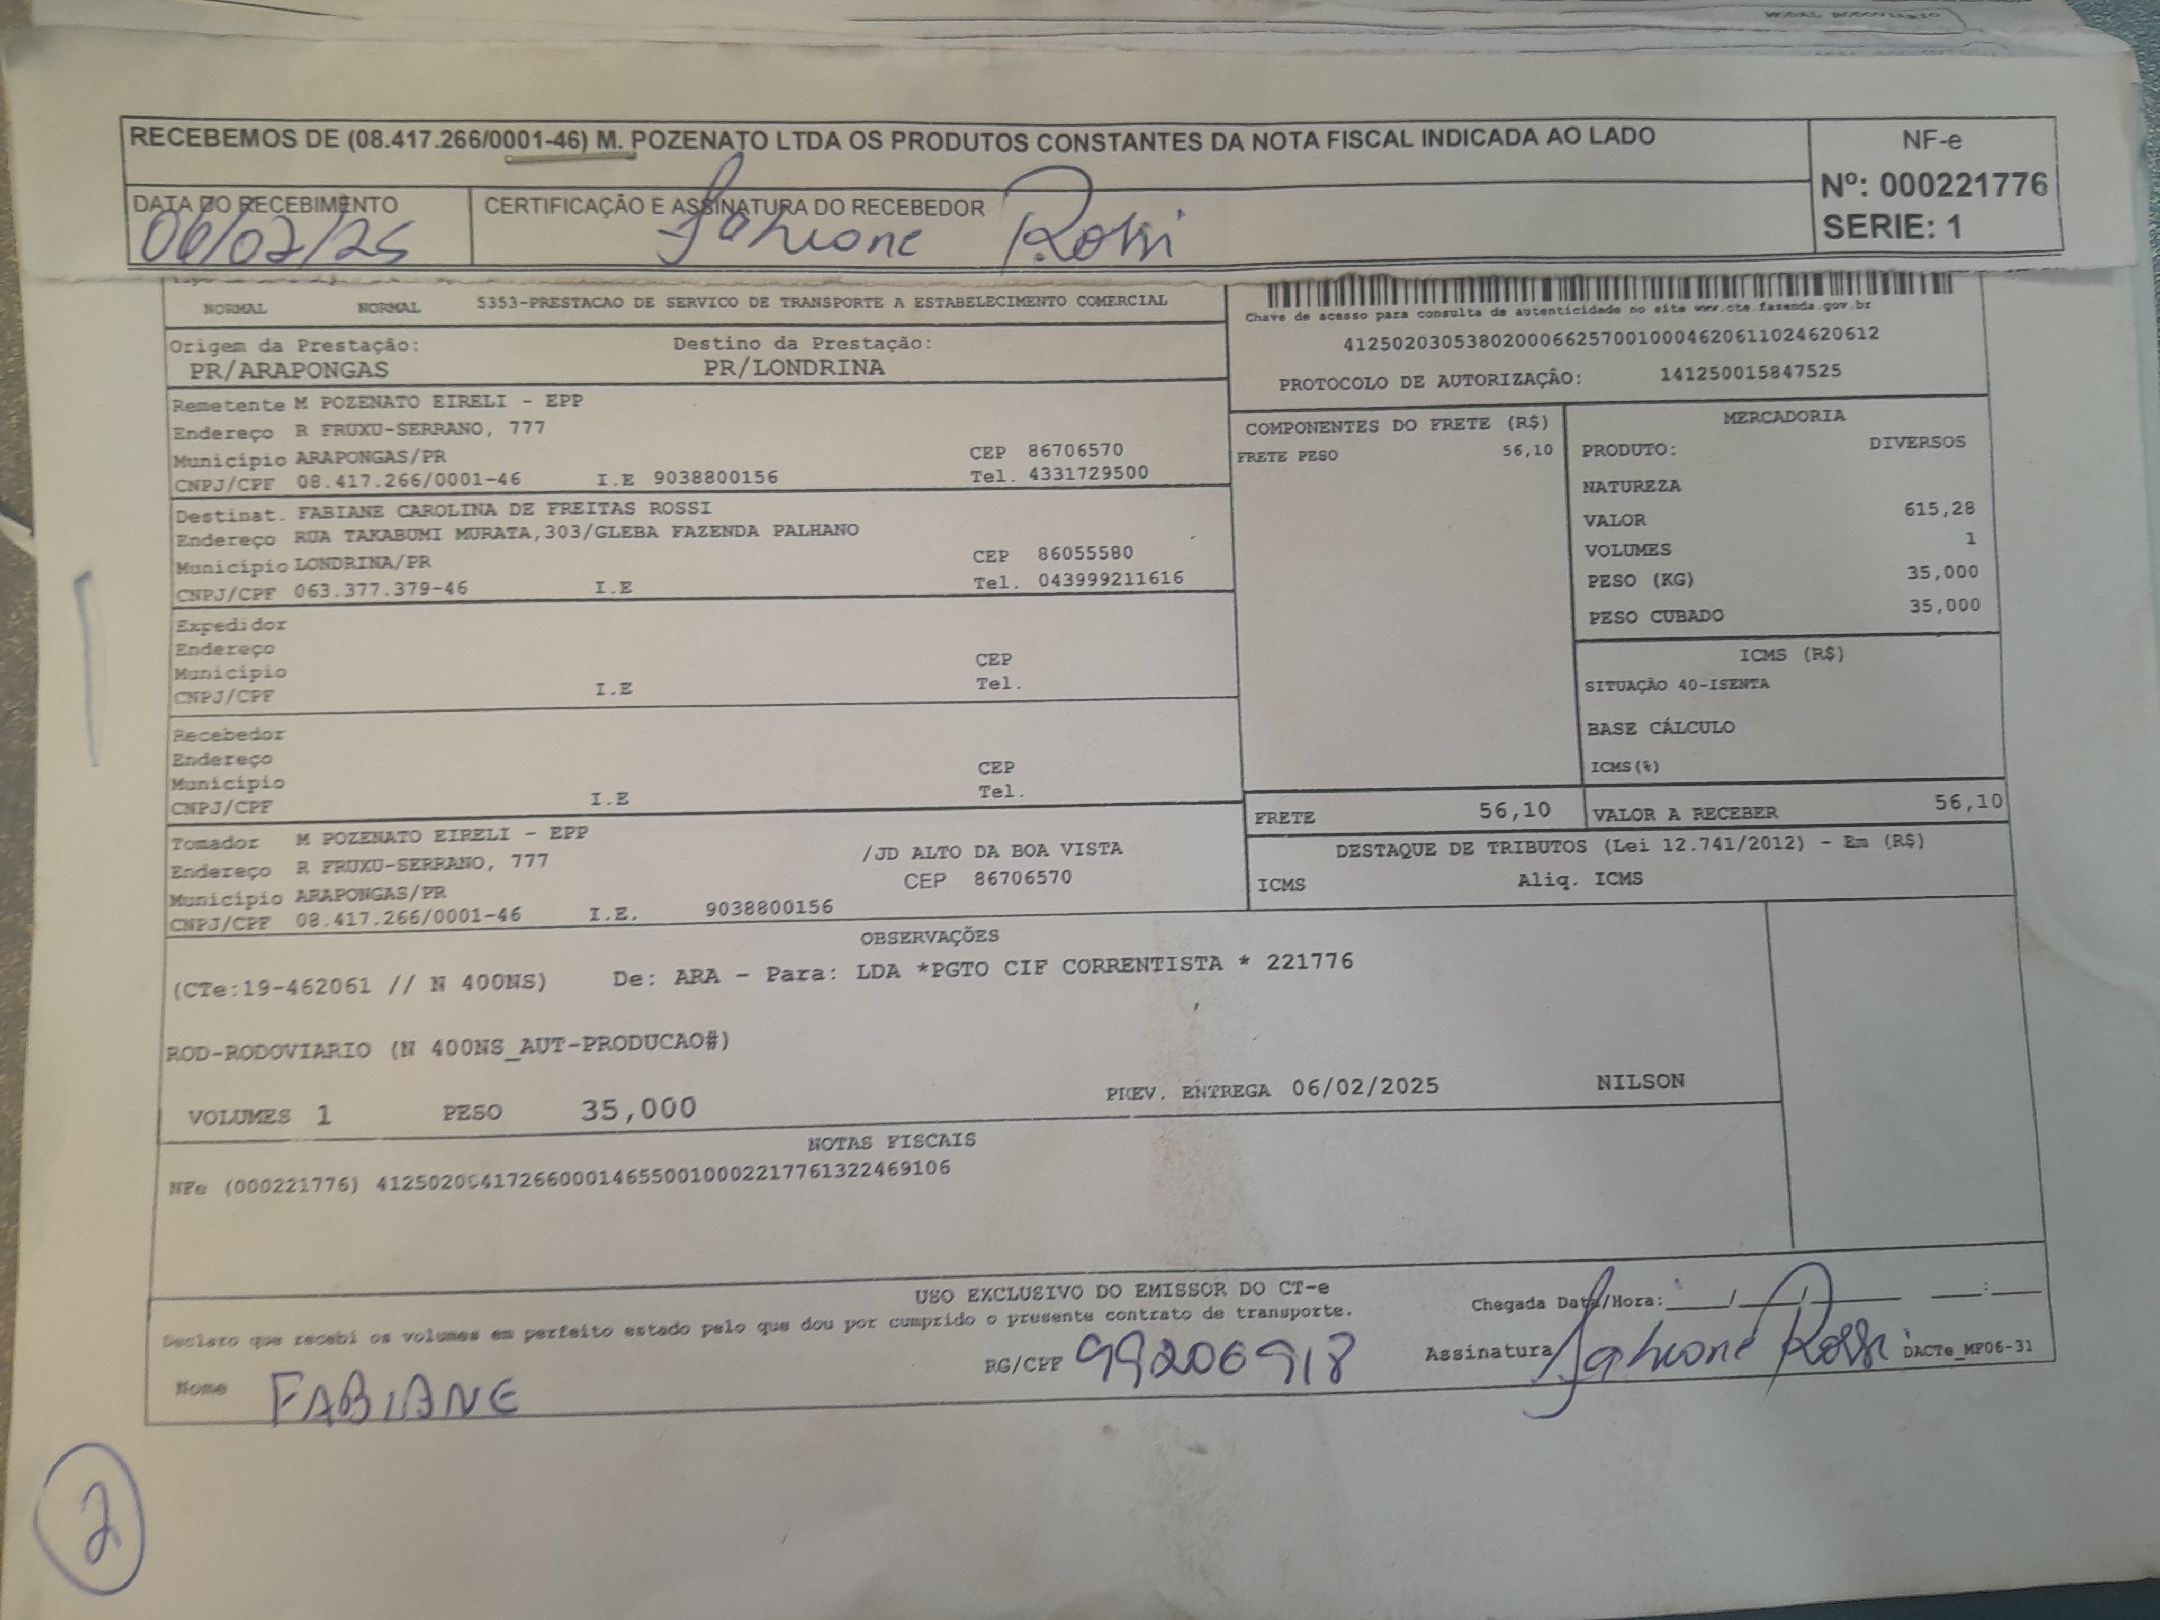 RECEBEMOS DE (08.417.266/0001-46) M. POZENATO LTDA OS PRODUTOS CONSTANTES DA NOTA FISCAL INDICADA AO LADO
NF-e
Nº: 000221776
SERIE: 1
DATA DO RECEBIMENTO
06/02/25
CERTIFICAÇÃO E ASSINATURA DO RECEBEDOR
Fabiane Rossi
NORMAL NORMAL 5353-PRESTACAO DE SERVICO DE TRANSPORTE A ESTABELECIMENTO COMERCIAL
Chave de acesso para consulta de autenticidade no site www.cte.fazenda.gov.br
41250203053802000662570010004620611024620612
PROTOCOLO DE AUTORIZAÇÃO: 141250015847525
Origem da Prestação: Destino da Prestação:
PR/ARAPONGAS PR/LONDRINA
Remetente M POZENATO EIRELI - EPP
Endereço R FRUXU-SERRANO, 777
Município ARAPONGAS/PR CEP 86706570
CNPJ/CPF 08.417.266/0001-46 I.E 9038800156 Tel. 4331729500
Destinat. FABIANE CAROLINA DE FREITAS ROSSI
Endereço RUA TAKABUMI MURATA,303/GLEBA FAZENDA PALHANO
Município LONDRINA/PR CEP 86055580
CNPJ/CPF 063.377.379-46 I.E Tel. 043999211616
Expedidor
Endereço
Município CEP
CNPJ/CPF I.E Tel.
Recebedor
Endereço
Município CEP
CNPJ/CPF I.E Tel.
Tomador M POZENATO EIRELI - EPP
Endereço R FRUXU-SERRANO, 777 /JD ALTO DA BOA VISTA
Município ARAPONGAS/PR CEP 86706570
CNPJ/CPF 08.417.266/0001-46 I.E. 9038800156
COMPONENTES DO FRETE (R$)
FRETE PESO 56,10
MERCADORIA
PRODUTO: DIVERSOS
NATUREZA
VALOR 615,28
VOLUMES 1
PESO (KG) 35,000
PESO CUBADO 35,000
ICMS (R$)
SITUAÇÃO 40-ISENTA
BASE CÁLCULO
ICMS(%)
FRETE 56,10 VALOR A RECEBER 56,10
DESTAQUE DE TRIBUTOS (Lei 12.741/2012) - Em (R$)
ICMS Aliq. ICMS
OBSERVAÇÕES
(CTe:19-462061 // N 400NS) De: ARA - Para: LDA *PGTO CIF CORRENTISTA * 221776
ROD-RODOVIARIO (N 400NS_AUT-PRODUCAO#)
VOLUMES 1 PESO 35,000 PREV. ENTREGA 06/02/2025 NILSON
NOTAS FISCAIS
NFe (000221776) 41250208417266000146550010002217761322469106
USO EXCLUSIVO DO EMISSOR DO CT-e
Declaro que recebi os volumes em perfeito estado pelo que dou por cumprido o presente contrato de transporte.
Chegada Data/Hora:____/____/______ ___:___
Nome FABIANE RG/CPF 99206918 Assinatura Fabiane Rossi DACTe_MF06-31
2